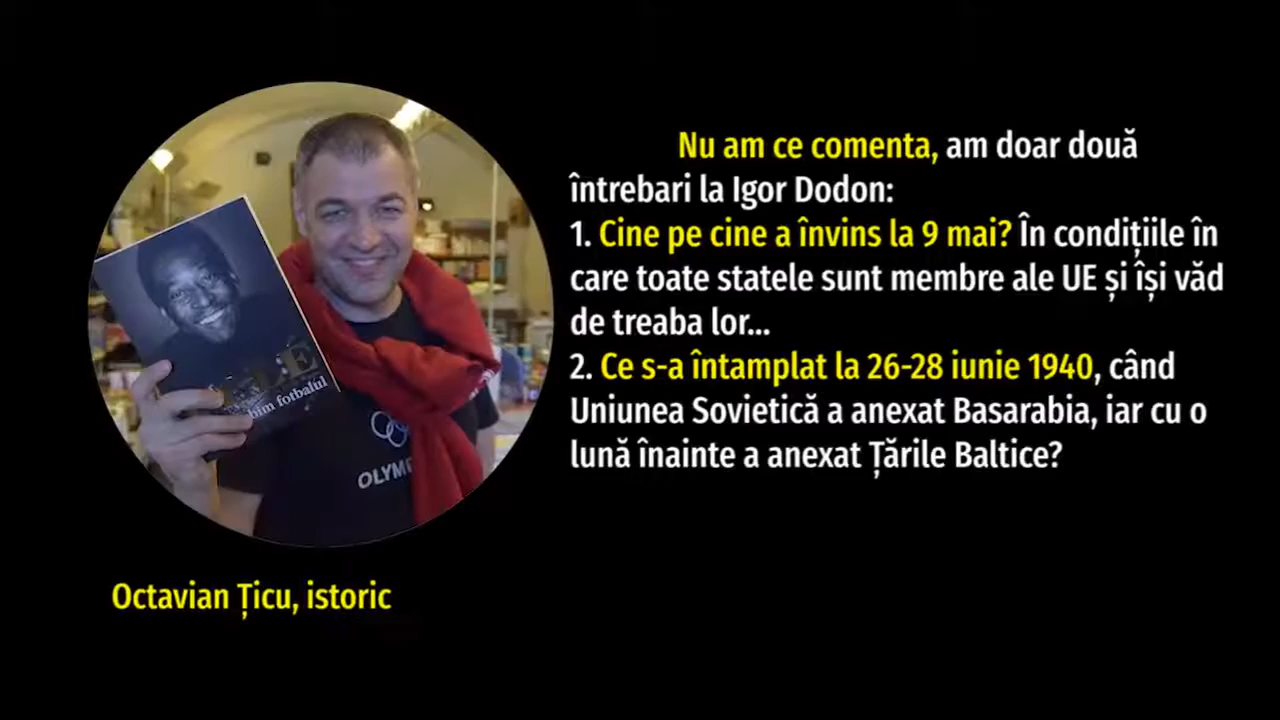 Nu am ce comenta, am doar două
întrebari la Igor Dodon:
1. Cine pe cine a învins la 9 mai? În condițiile în
care toate statele sunt membre ale UE și își văd
de treaba lor...
2. Ce s-a întamplat la 26-28 iunie 1940, când
Uniunea Sovietică a anexat Basarabia, iar cu o
lună înainte a anexat Țările Baltice?
fotbalui
OLYM
Octavian Țicu, istoric